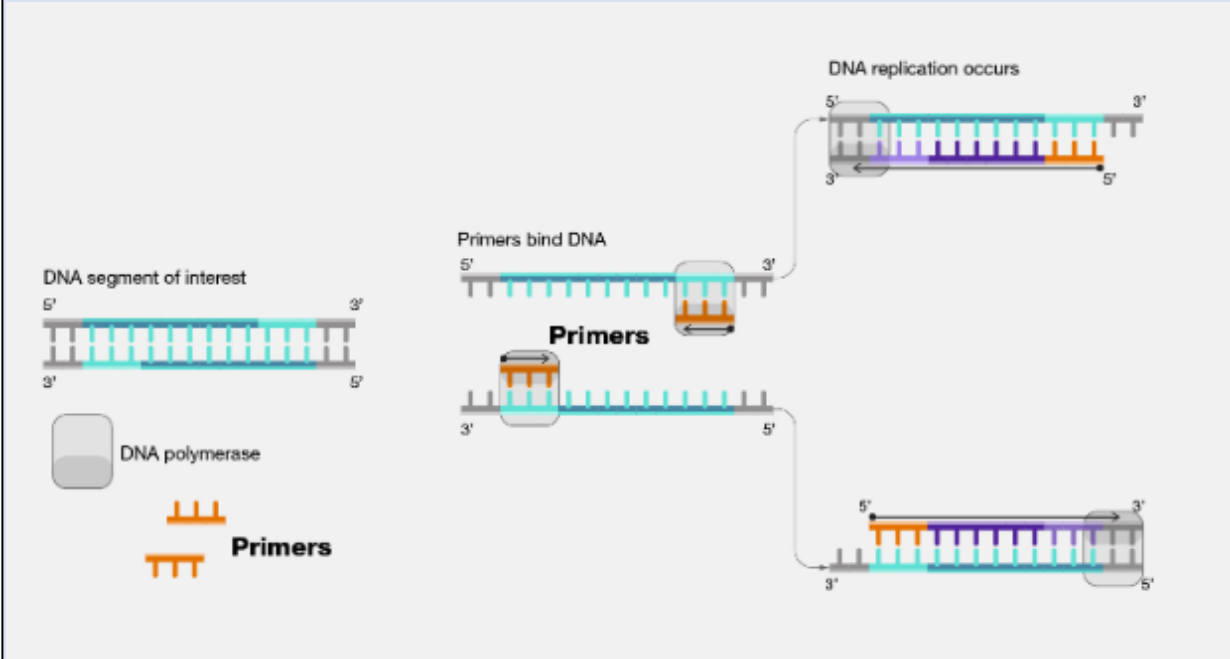 DNA segment of interest
5’ 3’
3’ 5’
DNA polymerase
Primers
Primers bind DNA
5’ 3’
Primers
3’ 5’
DNA replication occurs
5’ 3’
3’ 5’
5’ 3’
3’ 5’